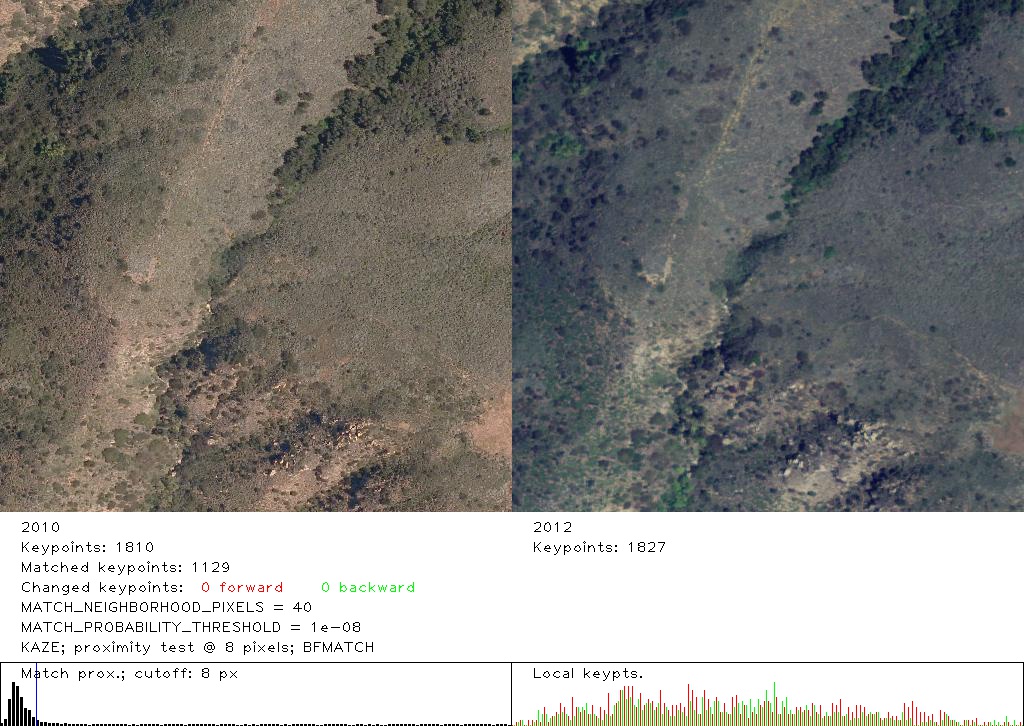 2010
Keypoints: 1810
Matched keypoints: 1129
Changed keypoints: 0 forward 0 backward
MATCH_NEIGHBORHOOD_PIXELS = 40
MATCH_PROBABILITY_THRESHOLD = 1e-08
KAZE; proximity test @ 8 pixels; BFMATCH
2012
Keypoints: 1827
Match prox.; cutoff: 8 px
Local keypts.